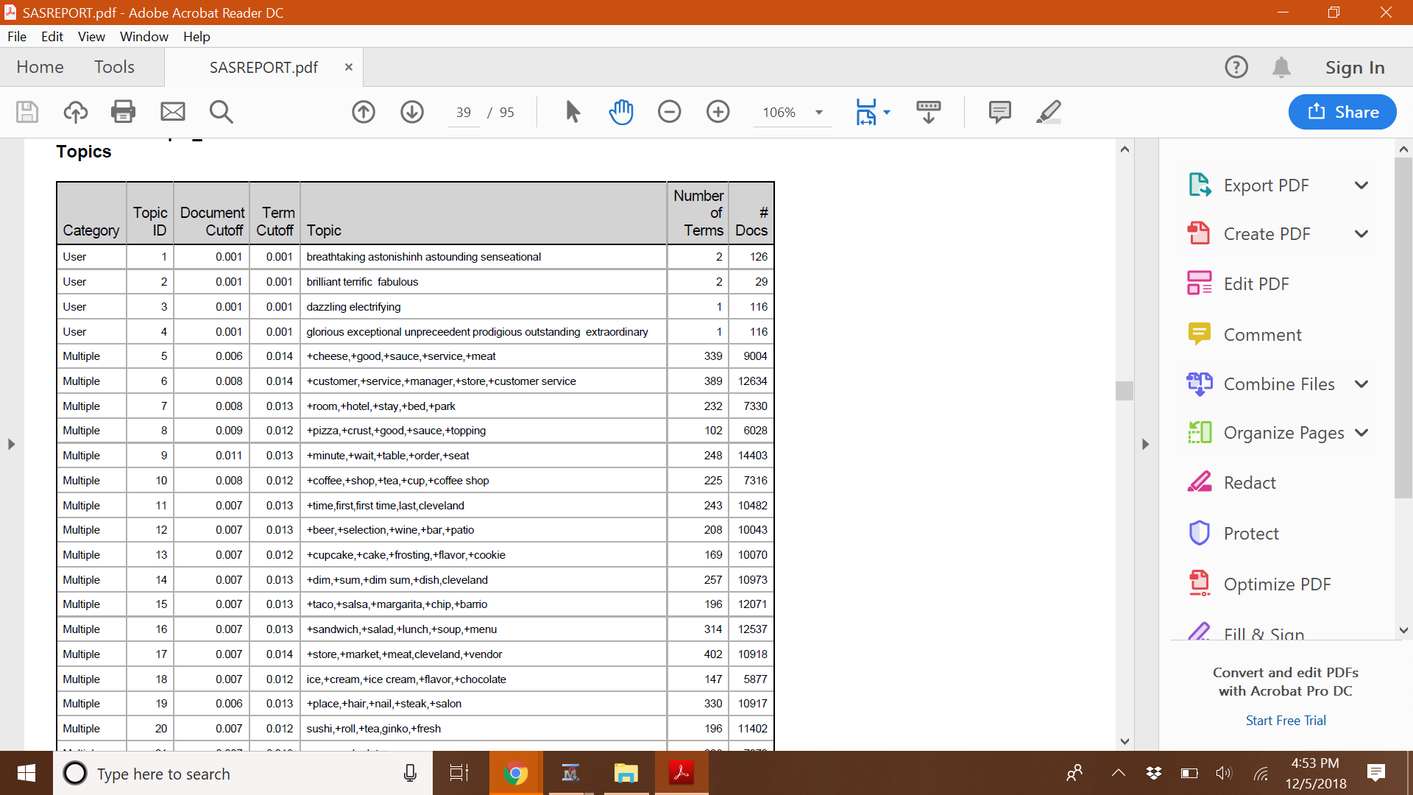 SASREPORT.pdf - Adobe Acrobat Reader DC
File Edit View Window Help
Home Tools SASREPORT.pdf × Sign In
39 / 95 106% Share
Topics
Category Topic ID Document Cutoff Term Cutoff Topic Number of Terms # Docs
User 1 0.001 0.001 breathtaking astonishinh astounding senseational 2 126
User 2 0.001 0.001 brilliant terrific fabulous 2 29
User 3 0.001 0.001 dazzling electrifying 1 116
User 4 0.001 0.001 glorious exceptional unpreceedent prodigious outstanding extraordinary 1 116
Multiple 5 0.006 0.014 +cheese,+good,+sauce,+service,+meat 339 9004
Multiple 6 0.008 0.014 +customer,+service,+manager,+store,+customer service 389 12634
Multiple 7 0.008 0.013 +room,+hotel,+stay,+bed,+park 232 7330
Multiple 8 0.009 0.012 +pizza,+crust,+good,+sauce,+topping 102 6028
Multiple 9 0.011 0.013 +minute,+wait,+table,+order,+seat 248 14403
Multiple 10 0.008 0.012 +coffee,+shop,+tea,+cup,+coffee shop 225 7316
Multiple 11 0.007 0.013 +time,first,first time,last,cleveland 243 10482
Multiple 12 0.007 0.013 +beer,+selection,+wine,+bar,+patio 208 10043
Multiple 13 0.007 0.012 +cupcake,+cake,+frosting,+flavor,+cookie 169 10070
Multiple 14 0.007 0.013 +dim,+sum,+dim sum,+dish,cleveland 257 10973
Multiple 15 0.007 0.013 +taco,+salsa,+margarita,+chip,+barrio 196 12071
Multiple 16 0.007 0.013 +sandwich,+salad,+lunch,+soup,+menu 314 12537
Multiple 17 0.007 0.014 +store,+market,+meat,cleveland,+vendor 402 10918
Multiple 18 0.007 0.012 ice,+cream,+ice cream,+flavor,+chocolate 147 5877
Multiple 19 0.006 0.013 +place,+hair,+nail,+steak,+salon 330 10917
Multiple 20 0.007 0.012 sushi,+roll,+tea,ginko,+fresh 196 11402
Export PDF
Create PDF
Edit PDF
Comment
Combine Files
Organize Pages
Redact
Protect
Optimize PDF
Fill & Sign
Convert and edit PDFs
with Acrobat Pro DC
Start Free Trial
Type here to search
4:53 PM
12/5/2018